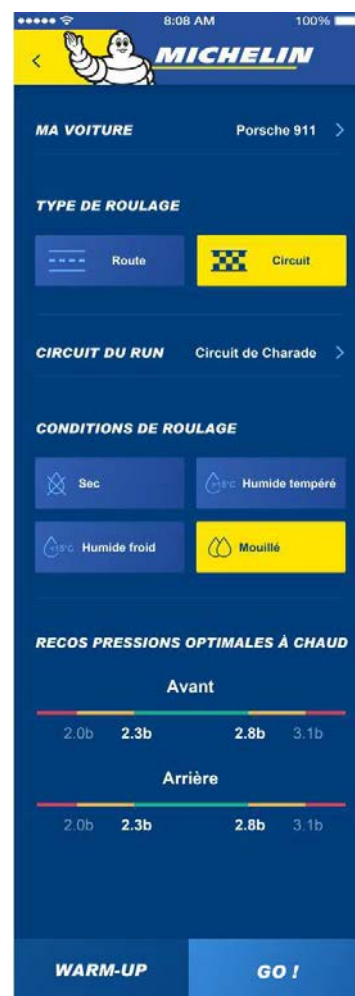 8:08 AM 100%
MICHELIN
MA VOITURE Porsche 911
TYPE DE ROULAGE
Route Circuit
CIRCUIT DU RUN Circuit de Charade
CONDITIONS DE ROULAGE
Sec Humide tempéré
Humide froid Mouillé
RECOS PRESSIONS OPTIMALES À CHAUD
Avant
2.0b 2.3b 2.8b 3.1b
Arrière
2.0b 2.3b 2.8b 3.1b
WARM-UP GO !